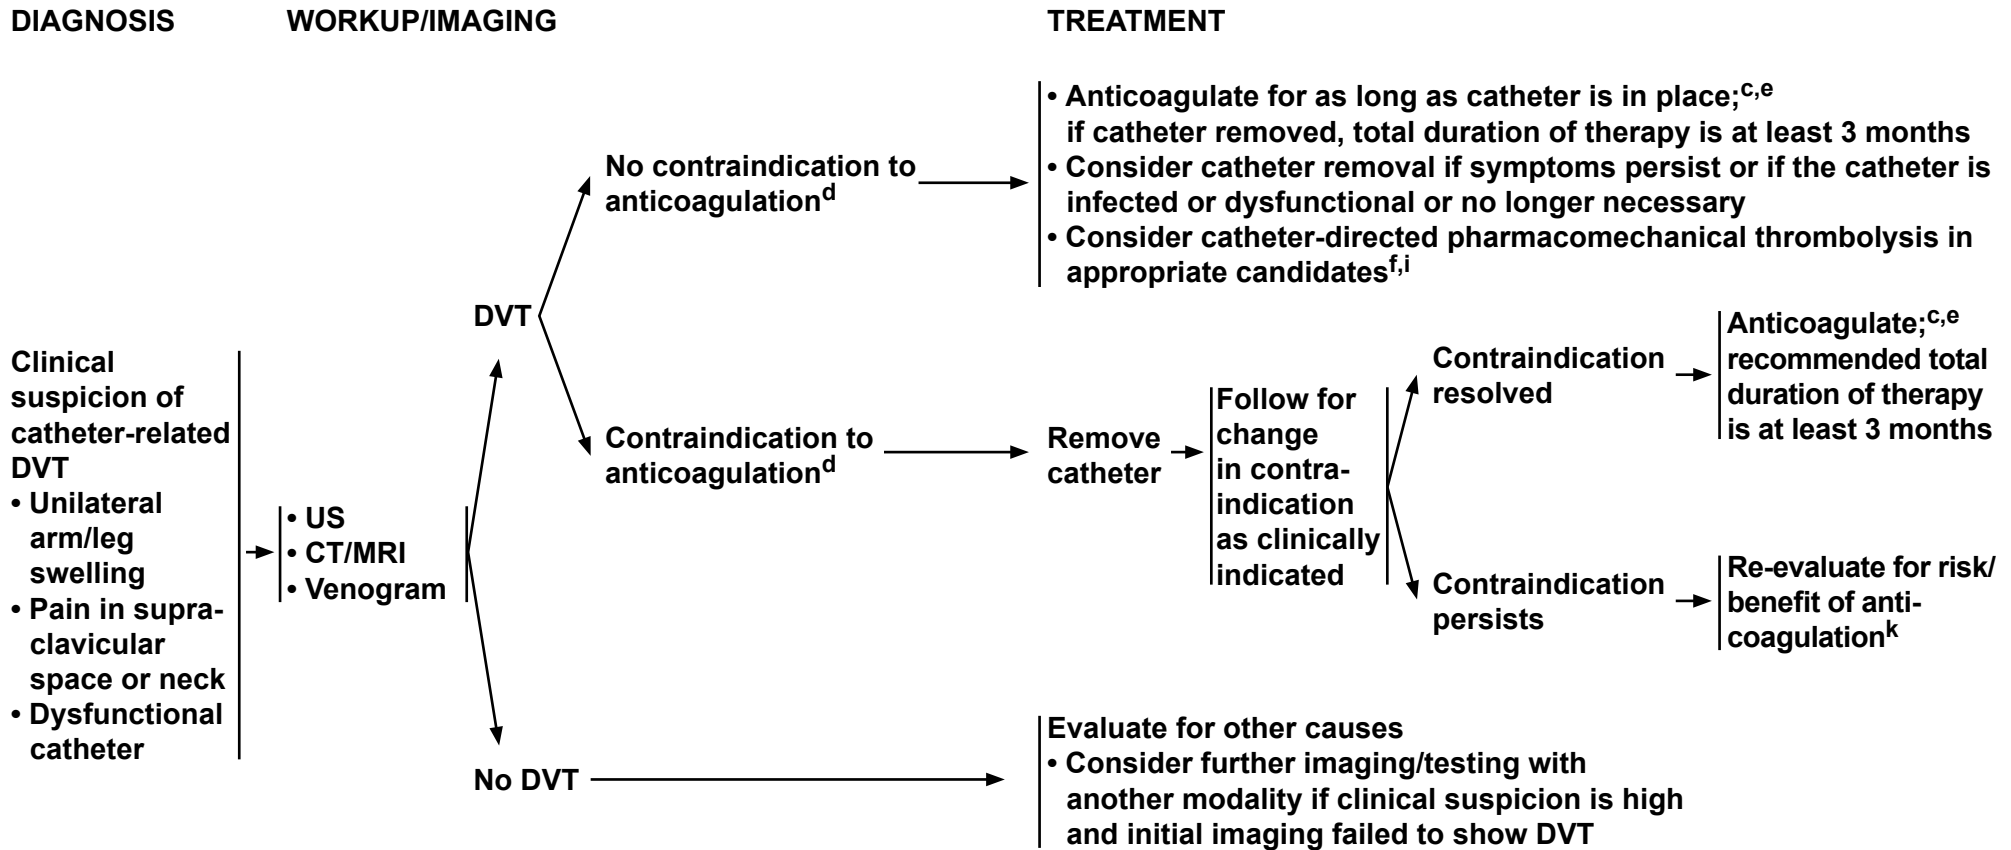 DIAGNOSIS
WORKUP/IMAGING
TREATMENT
Clinical
suspicion of
catheter-related
DVT
• Unilateral
arm/leg
swelling
• Pain in supra-
clavicular
space or neck
• Dysfunctional
catheter
• US
• CT/MRI
• Venogram
DVT
No contraindication to
anticoagulationd
• Anticoagulate for as long as catheter is in place;c,e
if catheter removed, total duration of therapy is at least 3 months
• Consider catheter removal if symptoms persist or if the catheter is
infected or dysfunctional or no longer necessary
• Consider catheter-directed pharmacomechanical thrombolysis in
appropriate candidatesf,i
Contraindication to
anticoagulationd
Remove
catheter
Follow for
change
in contra-
indication
as clinically
indicated
Contraindication
resolved
Anticoagulate;c,e
recommended total
duration of therapy
is at least 3 months
Contraindication
persists
Re-evaluate for risk/
benefit of anti-
coagulationk
No DVT
Evaluate for other causes
• Consider further imaging/testing with
another modality if clinical suspicion is high
and initial imaging failed to show DVT